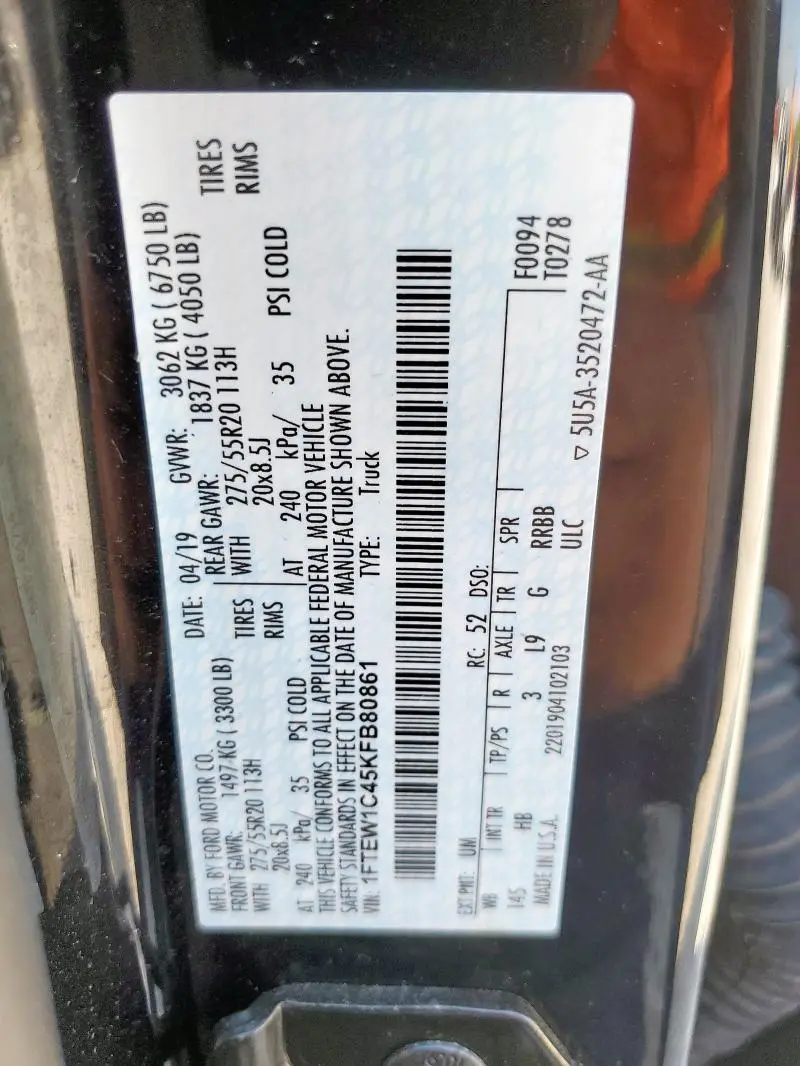 MFD. BY FORD MOTOR CO.
DATE: 04/19 GVWR: 3062 KG ( 6750 LB)
FRONT GAWR: 1497 KG ( 3300 LB)
REAR GAWR: 1837 KG ( 4050 LB)
WITH 275/55R20 113H TIRES
WITH 275/55R20 113H TIRES
20x8.5J RIMS
20x8.5J RIMS
AT 240 kPa/ 35 PSI COLD
AT 240 kPa/ 35 PSI COLD
THIS VEHICLE CONFORMS TO ALL APPLICABLE FEDERAL MOTOR VEHICLE
SAFETY STANDARDS IN EFFECT ON THE DATE OF MANUFACTURE SHOWN ABOVE.
VIN: 1FTEW1C45KFB80861 TYPE: Truck
EXT PNT: UM RC: 52 DSO:
WB INT TR TP/PS R AXLE TR SPR F0094
145 HB 3 L9 G RRBB T0278
MADE IN U.S.A. 2201904102103 ULC
▽ 5U5A-3520472-AA